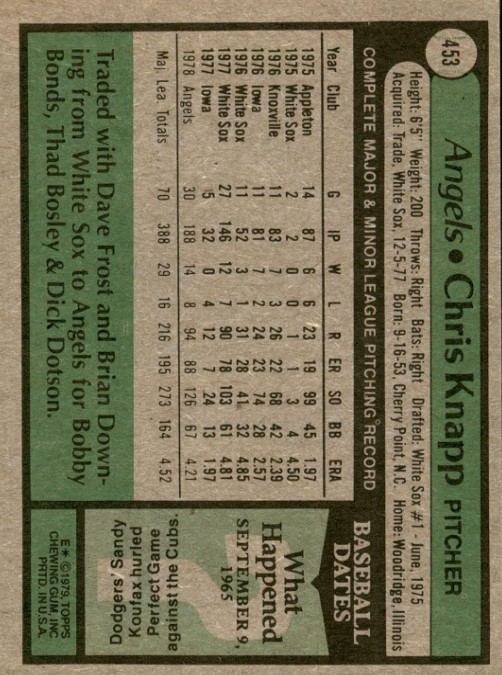 453
Angels • Chris Knapp PITCHER
Height: 6'5" Weight: 200 Throws: Right Bats: Right Drafted: White Sox #1 - June, 1975
Acquired: Trade, White Sox, 12-5-77 Born: 9-16-53, Cherry Point, N.C. Home: Woodridge, Illinois
COMPLETE MAJOR & MINOR LEAGUE PITCHING RECORD
Year Club G IP W L R ER SO BB ERA
1975 Appleton 14 87 6 6 23 19 99 45 1.97
1975 White Sox 2 2 0 0 1 1 3 4 4.50
1976 Knoxville 11 83 7 3 26 22 68 42 2.39
1976 Iowa 11 81 7 2 24 23 74 28 2.57
1976 White Sox 11 52 3 1 31 28 41 32 4.85
1977 White Sox 27 146 12 7 90 78 103 61 4.81
1977 Iowa 5 32 0 4 12 7 24 13 1.97
1978 Angels 30 188 14 8 94 88 126 67 4.21
Maj. Lea Totals 70 388 29 16 216 195 273 164 4.52
BASEBALL
DATES
What
Happened
SEPTEMBER 9,
1965
Dodgers' Sandy
Koufax hurled
Perfect Game
against the Cubs.
Traded with Dave Frost and Brian Down-
ing from White Sox to Angels for Bobby
Bonds, Thad Bosley & Dick Dotson.
E* © 1979, TOPPS
CHEWING GUM, INC
PRTD. IN U.S.A.